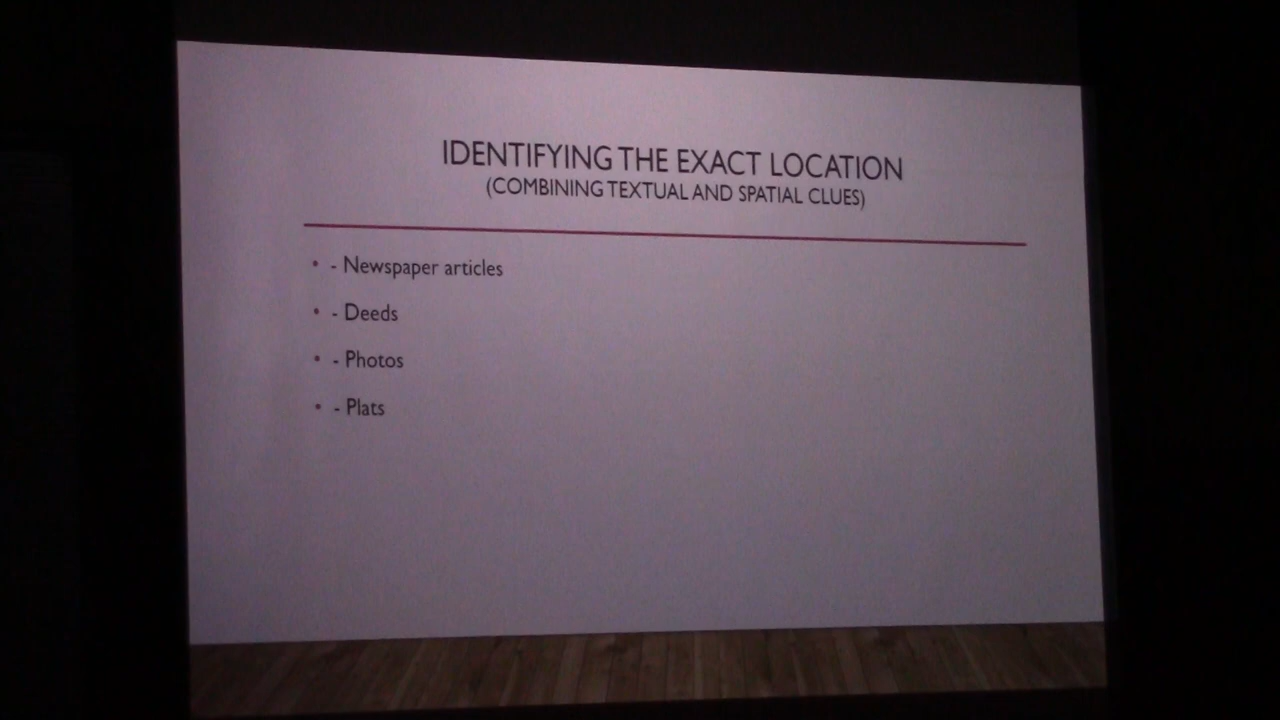 IDENTIFYING THE EXACT LOCATION
(COMBINING TEXTUAL AND SPATIAL CLUES)
• - Newspaper articles
• - Deeds
• - Photos
• - Plats